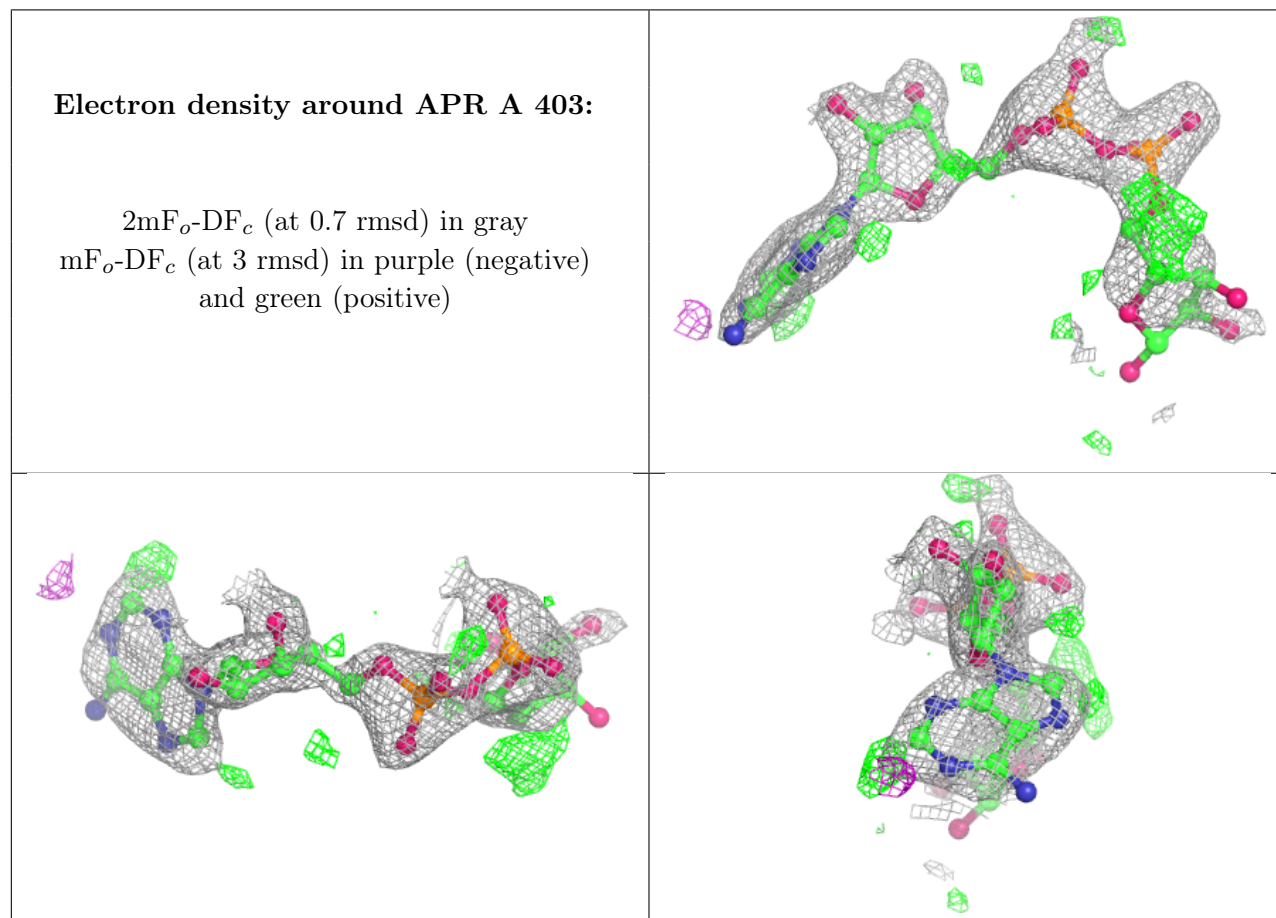 Electron density around APR A 403:
2mFo-DFc (at 0.7 rmsd) in gray
mFo-DFc (at 3 rmsd) in purple (negative)
and green (positive)